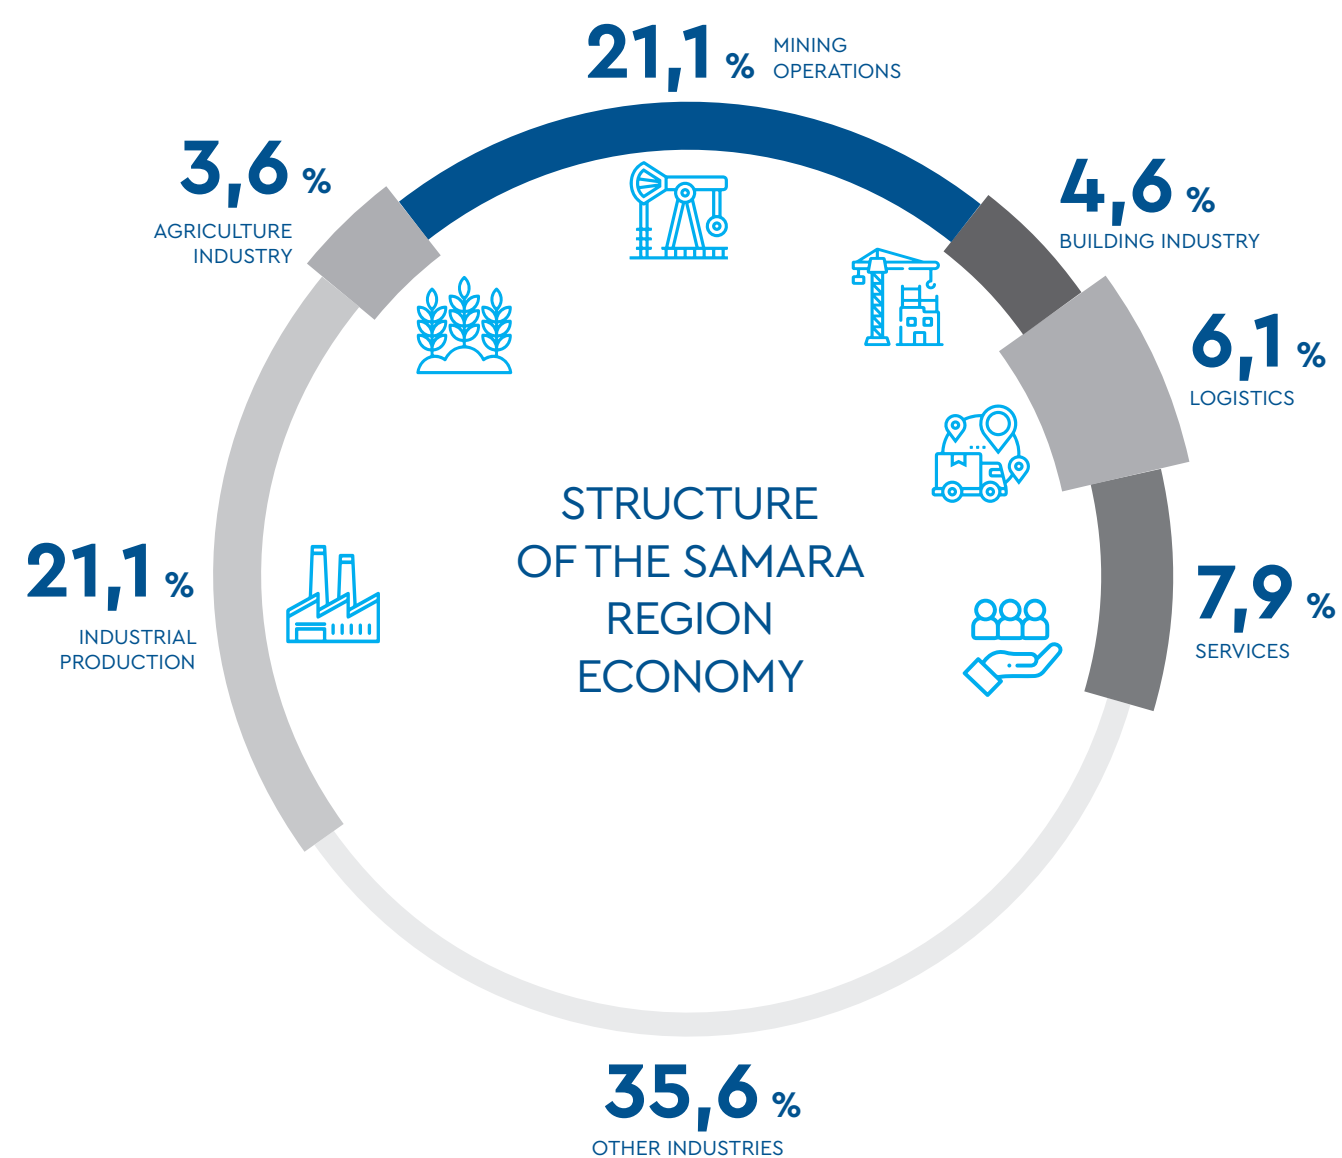 21,1 % MINING
OPERATIONS
3,6 %
AGRICULTURE
INDUSTRY
4,6 %
BUILDING INDUSTRY
6,1 %
LOGISTICS
STRUCTURE
OF THE SAMARA
REGION
ECONOMY
21,1 %
INDUSTRIAL
PRODUCTION
7,9 %
SERVICES
35,6 %
OTHER INDUSTRIES